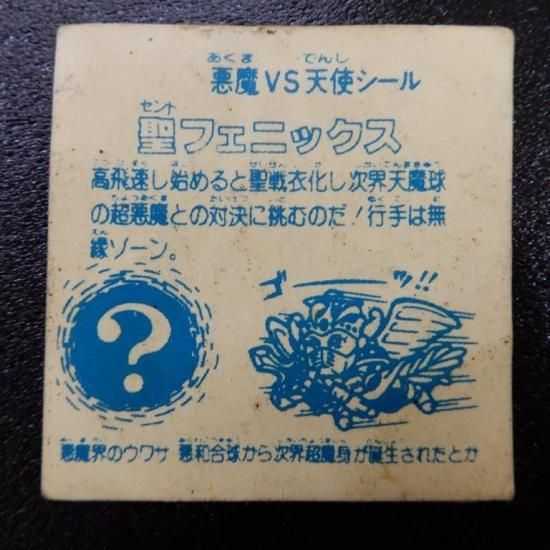 あくま てんし
悪魔VS天使シール
セント
聖フェニックス
高飛速し始めると聖戦衣化し次界天魔球
の超悪魔との対決に挑むのだ!行手は無
縁ゾーン。
ゴーッ!!
?
悪魔界のウワサ 悪和合球から次界超魔身が誕生されたとか